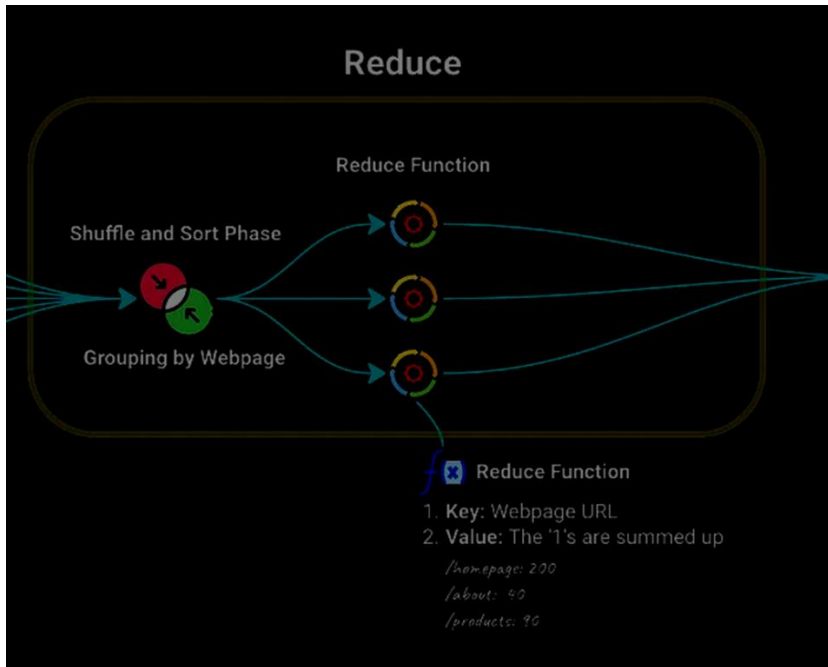 Reduce
Reduce Function
Shuffle and Sort Phase
Grouping by Webpage
Reduce Function
1. Key: Webpage URL
2. Value: The '1's are summed up
/homepage: 200
/about: 40
/products: 90